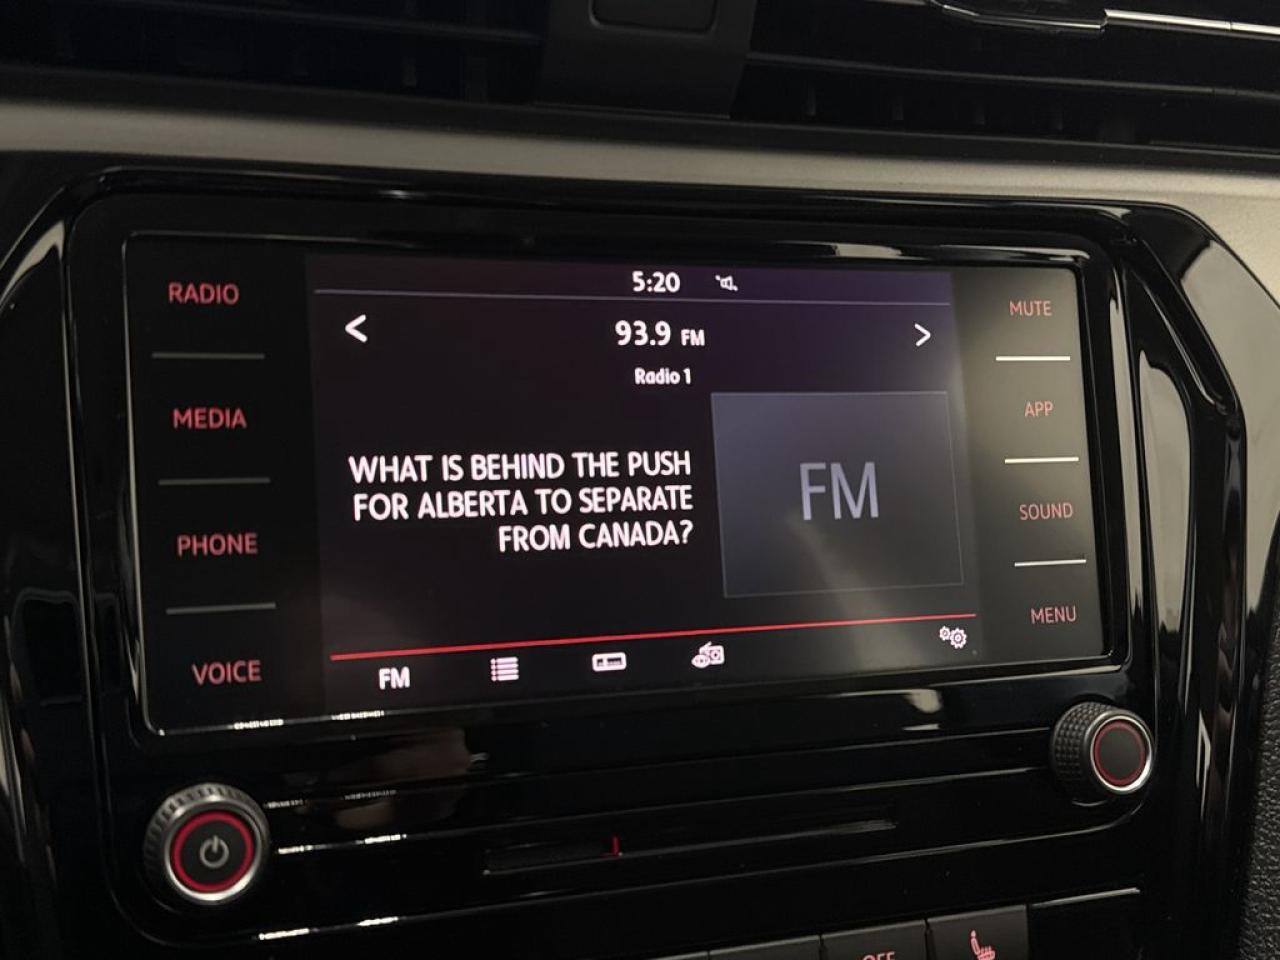 5:20
93.9 FM
Radio 1
WHAT IS BEHIND THE PUSH
FOR ALBERTA TO SEPARATE
FROM CANADA?
FM
FM
RADIO
MEDIA
PHONE
VOICE
MUTE
APP
SOUND
MENU
OFF